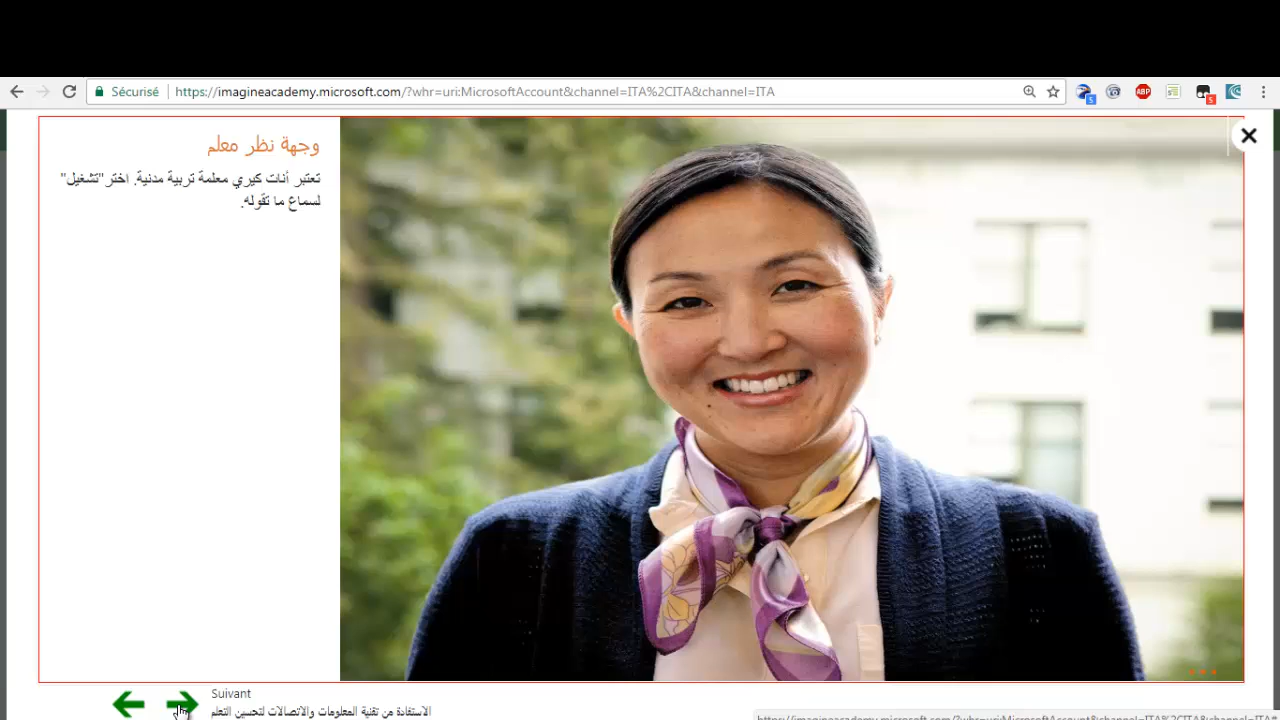 Sécurisé
https://imagineacademy.microsoft.com/?whr=uri:MicrosoftAccount&channel=ITA%2CITA&channel=ITA
وجهة نظر معلم
تعتبر أنات كيري معلمة تربية مدنية. اختر"تشغيل"
لسماع ما تقوله.
Suivant
الاستفادة من تقنية المعلومات والاتصالات لتحسين التعلم